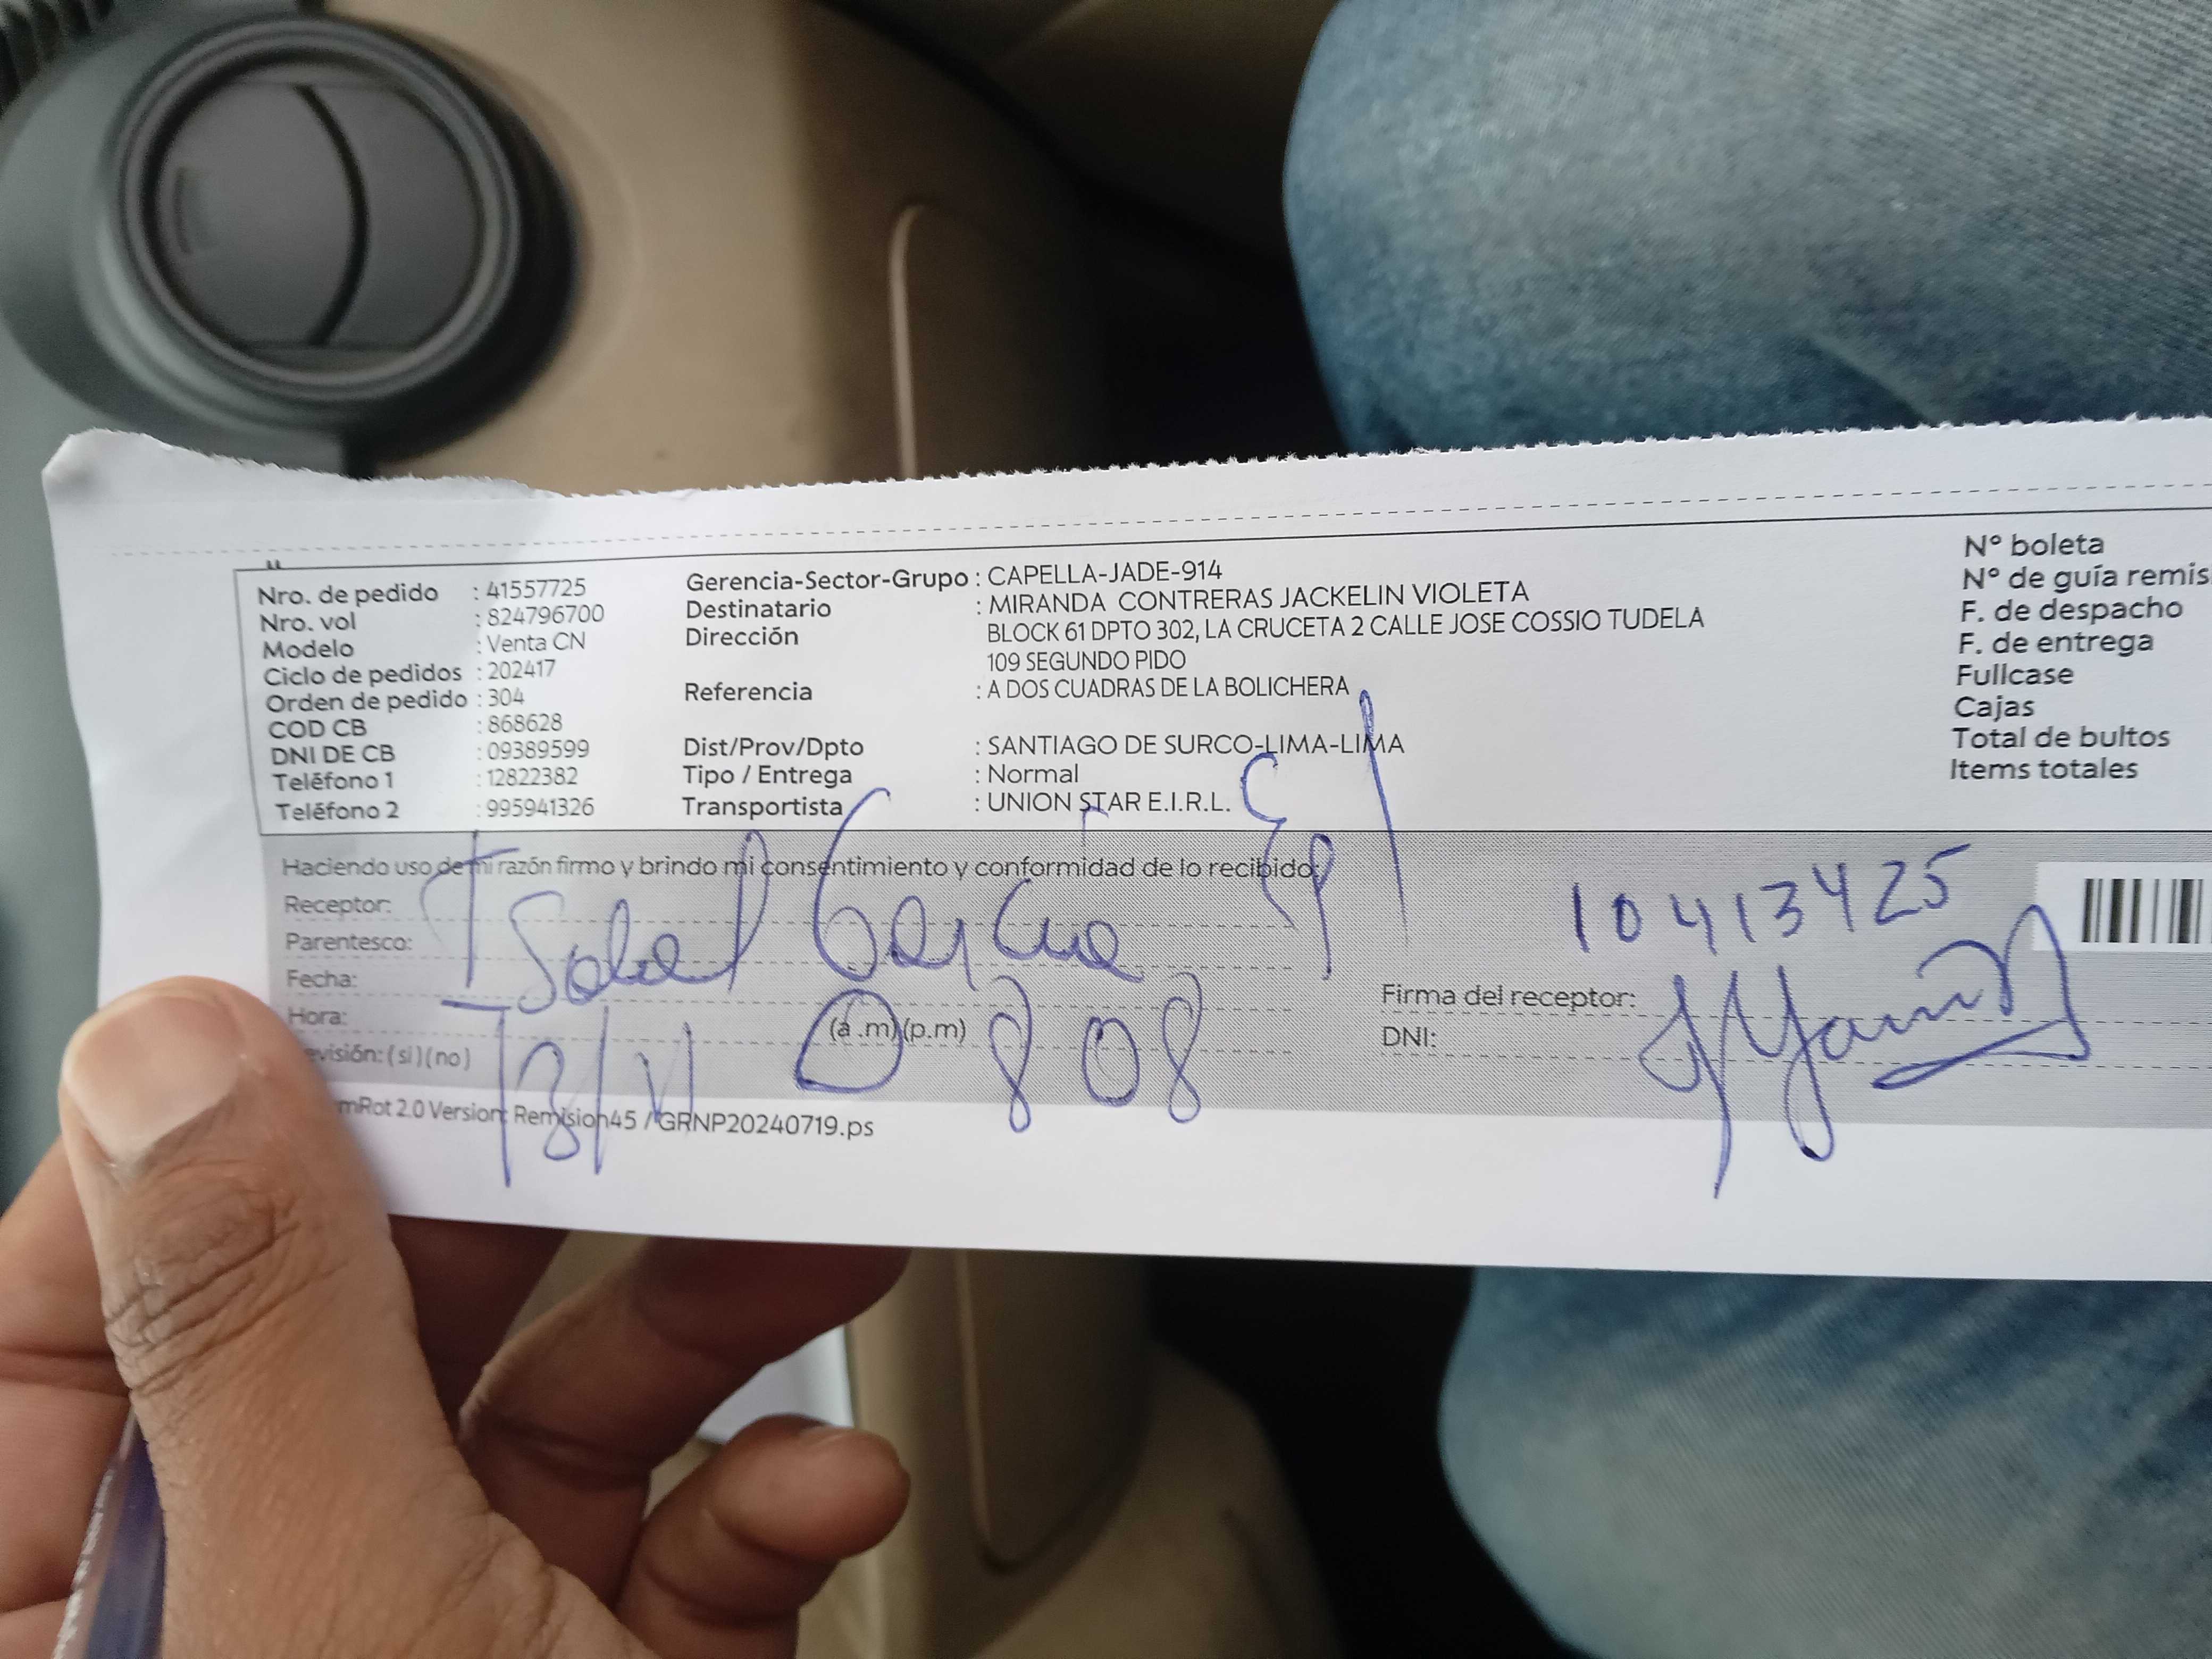 Nro. de pedido : 41557725
Nro. vol : 824796700
Modelo : Venta CN
Ciclo de pedidos : 202417
Orden de pedido : 304
COD CB : 868628
DNI DE CB : 09389599
Teléfono 1 : 12822382
Teléfono 2 : 995941326
Gerencia-Sector-Grupo : CAPELLA-JADE-914
Destinatario : MIRANDA CONTRERAS JACKELIN VIOLETA
Dirección BLOCK 61 DPTO 302, LA CRUCETA 2 CALLE JOSE COSSIO TUDELA
109 SEGUNDO PIDO
Referencia : A DOS CUADRAS DE LA BOLICHERA
Dist/Prov/Dpto : SANTIAGO DE SURCO-LIMA-LIMA
Tipo / Entrega : Normal
Transportista : UNION STAR E.I.R.L.
N° boleta
N° de guía remis
F. de despacho
F. de entrega
Fullcase
Cajas
Total de bultos
Items totales
Haciendo uso de mi razón firmo y brindo mi consentimiento y conformidad de lo recibido:
Receptor:
Parentesco:
Fecha:
Hora: (a .m)(p.m)
evisión: ( si ) ( no )
Isabel García
10413425
13/11 0808
Firma del receptor:
DNI:
mRot 2.0 Version: Remision45 /GRNP20240719.ps